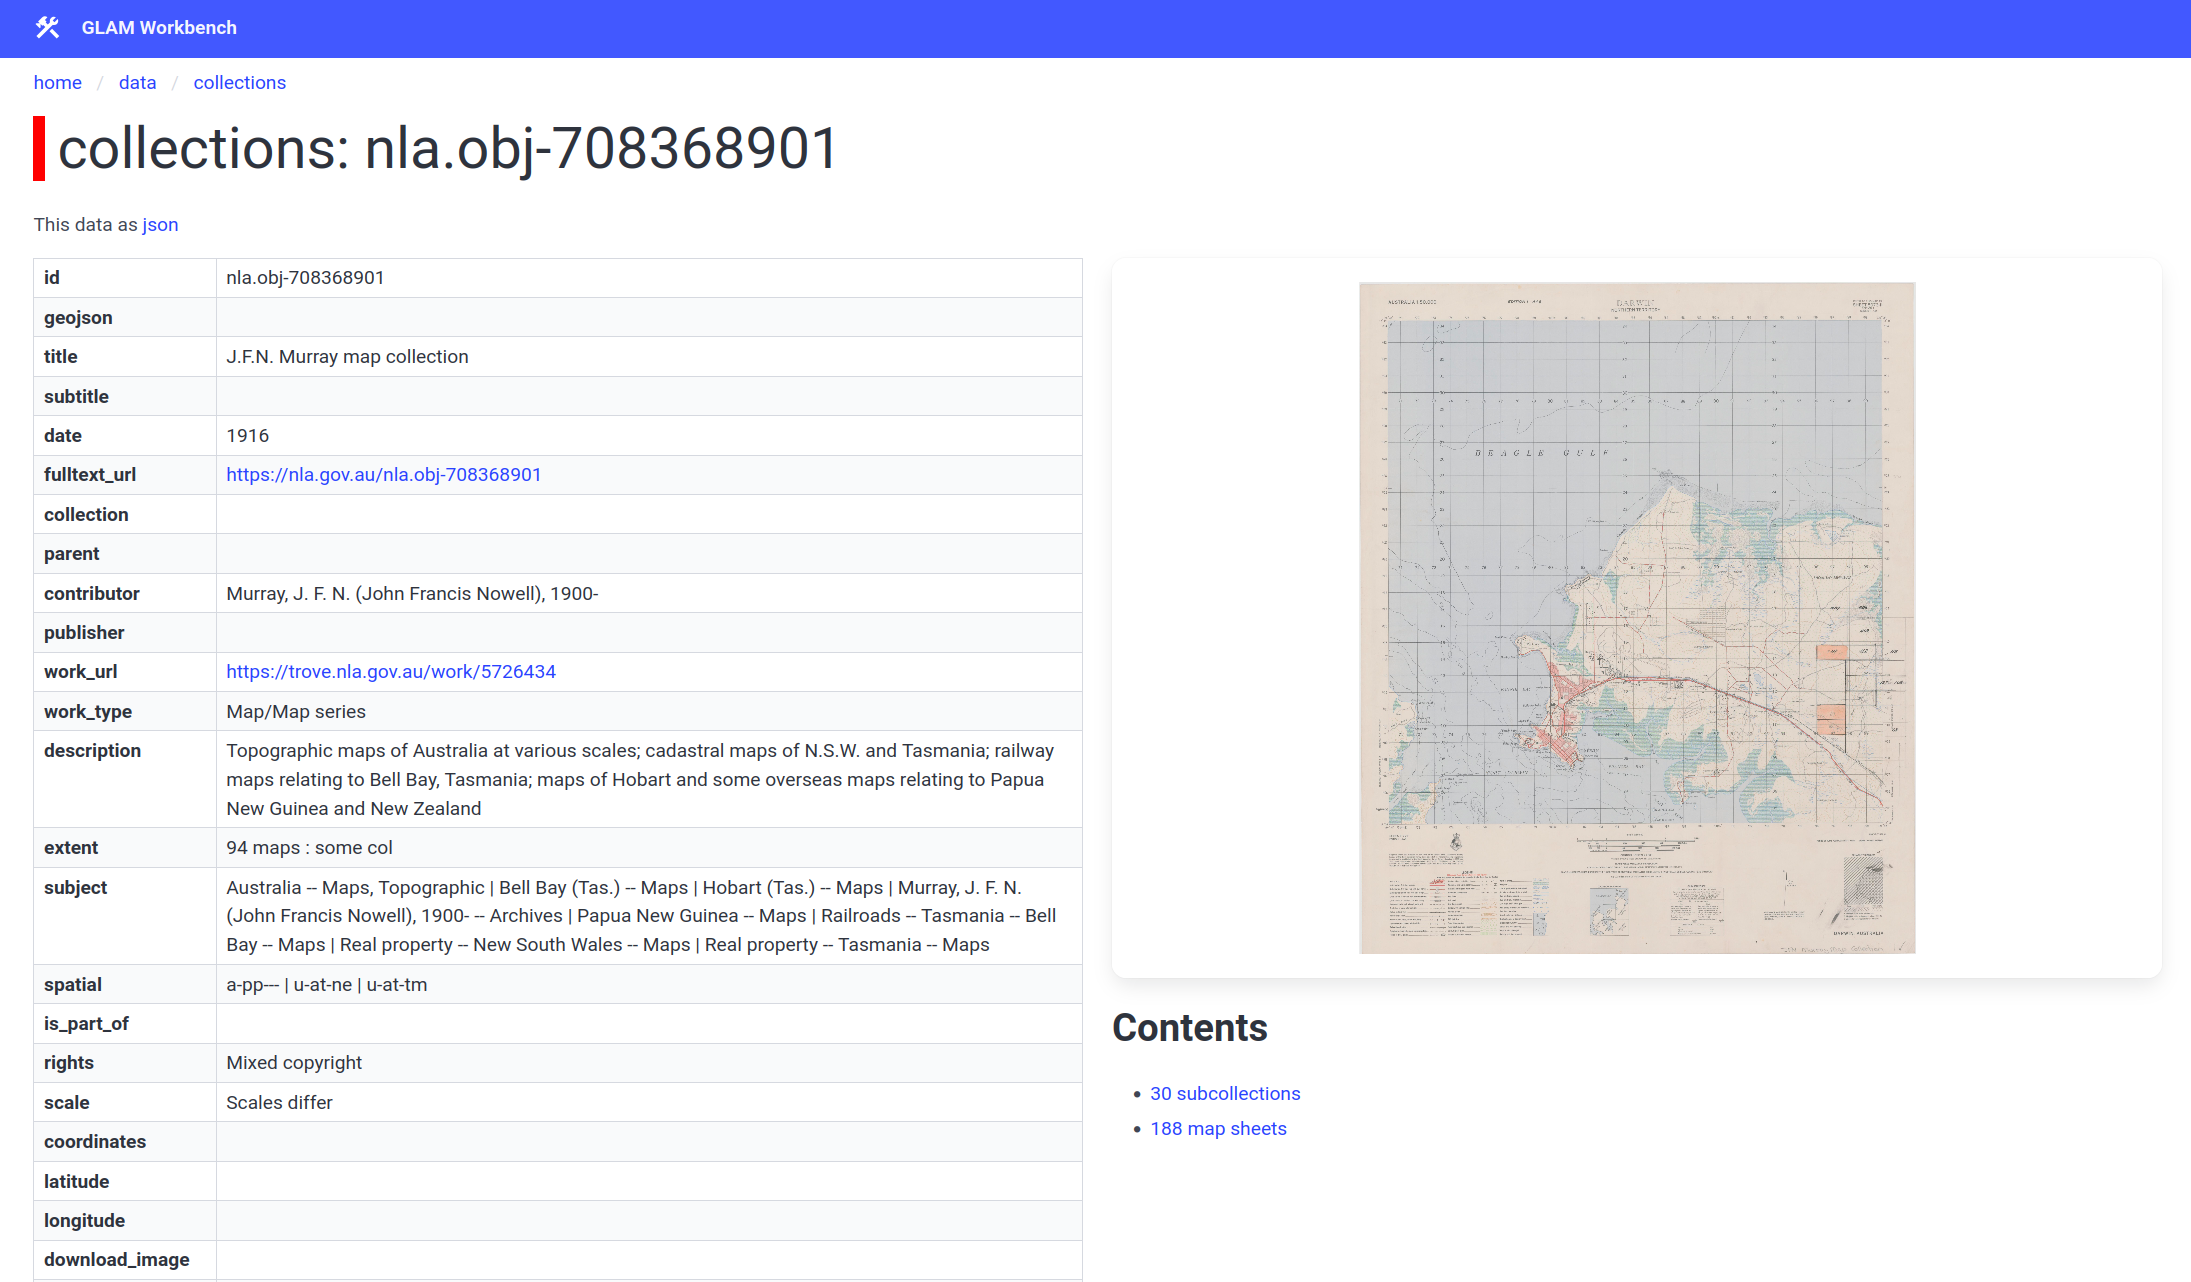 GLAM Workbench
home / data / collections
collections: nla.obj-708368901
This data as json
id nla.obj-708368901
geojson
title J.F.N. Murray map collection
subtitle
date 1916
fulltext_url https://nla.gov.au/nla.obj-708368901
collection
parent
contributor Murray, J. F. N. (John Francis Nowell), 1900-
publisher
work_url https://trove.nla.gov.au/work/5726434
work_type Map/Map series
description Topographic maps of Australia at various scales; cadastral maps of N.S.W. and Tasmania; railway
maps relating to Bell Bay, Tasmania; maps of Hobart and some overseas maps relating to Papua
New Guinea and New Zealand
extent 94 maps : some col
subject Australia -- Maps, Topographic | Bell Bay (Tas.) -- Maps | Hobart (Tas.) -- Maps | Murray, J. F. N.
(John Francis Nowell), 1900- -- Archives | Papua New Guinea -- Maps | Railroads -- Tasmania -- Bell
Bay -- Maps | Real property -- New South Wales -- Maps | Real property -- Tasmania -- Maps
spatial a-pp--- | u-at-ne | u-at-tm
is_part_of
rights Mixed copyright
scale Scales differ
coordinates
latitude
longitude
download_image
AUSTRALIA 1:50,000
DARWIN
NORTHERN TERRITORY
BEAGLE GULF
DARWIN AUSTRALIA
Contents
30 subcollections
188 map sheets